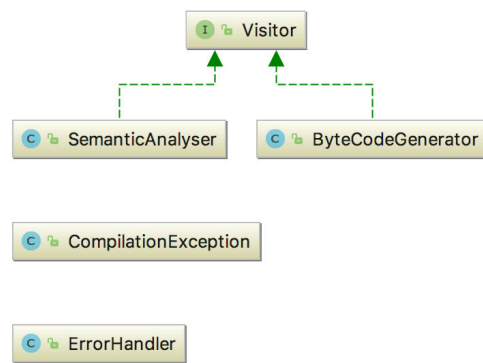 I Visitor
C SemanticAnalyser
C ByteCodeGenerator
C CompilationException
C ErrorHandler